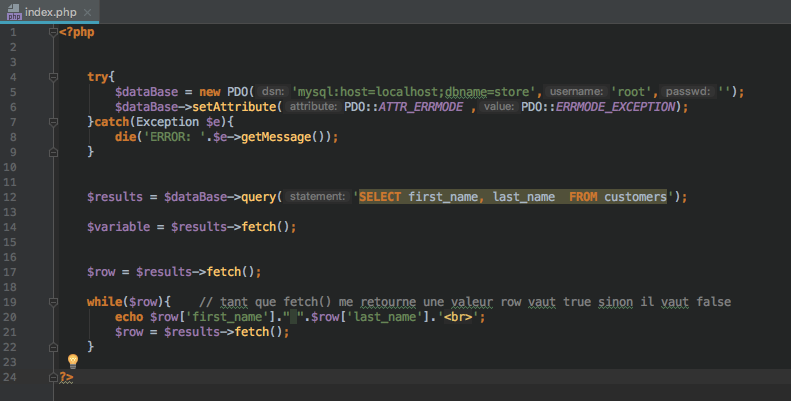 index.php
1 <?php
2
3
4 try{
5 $dataBase = new PDO( dsn: 'mysql:host=localhost;dbname=store', username: 'root', passwd: '');
6 $dataBase->setAttribute( attribute: PDO::ATTR_ERRMODE , value: PDO::ERRMODE_EXCEPTION);
7 }catch(Exception $e){
8 die('ERROR: '.$e->getMessage());
9 }
10
11
12 $results = $dataBase->query( statement: 'SELECT first_name, last_name  FROM customers');
13
14 $variable = $results->fetch();
15
16
17 $row = $results->fetch();
18
19 while($row){    // tant que fetch() me retourne une valeur row vaut true sinon il vaut false
20 echo $row['first_name']." ".$row['last_name'].'<br>';
21 $row = $results->fetch();
22 }
23
24 ?>